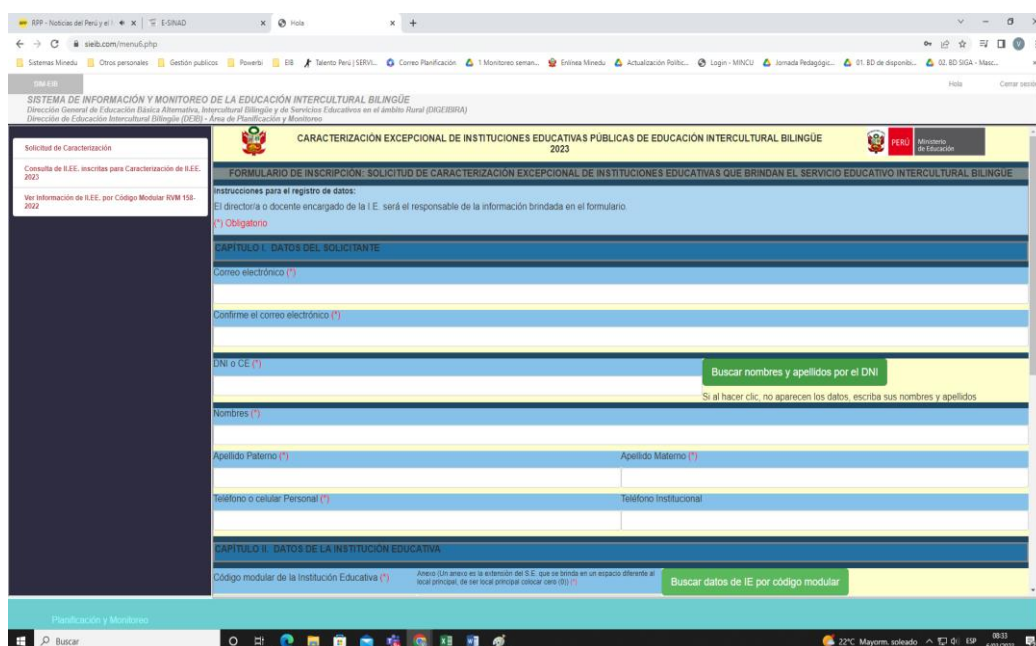 RPP - Noticias del Perú y el
E-SINAD
Hola
sieib.com/menu6.php
Sistemas Minedu
Otros personales
Gestión publicos
Powerbi
EIB
Talento Perú | SERVI...
Correo Planificación
1 Monitoreo seman...
Enlinea Minedu
Actualización Polític...
Login - MINCU
Jornada Pedagógic...
01. BD de disponibi...
02. BD SIGA - Masc...
SIM-EIB
Hola
Cerrar sesió
SISTEMA DE INFORMACIÓN Y MONITOREO DE LA EDUCACIÓN INTERCULTURAL BILINGÜE
Dirección General de Educación Básica Alternativa, Intercultural Bilingüe y de Servicios Educativos en el ámbito Rural (DIGEIBIRA)
Dirección de Educación Intercultural Bilingüe (DEIB) - Área de Planificación y Monitoreo
Solicitud de Caracterización
Consulta de II.EE. inscritas para Caracterización de II.EE. 2023
Ver Información de II.EE. por Código Modular RVM 158-2022
CARACTERIZACIÓN EXCEPCIONAL DE INSTITUCIONES EDUCATIVAS PÚBLICAS DE EDUCACIÓN INTERCULTURAL BILINGÜE
2023
PERÚ
Ministerio
de Educación
FORMULARIO DE INSCRIPCIÓN: SOLICITUD DE CARACTERIZACIÓN EXCEPCIONAL DE INSTITUCIONES EDUCATIVAS QUE BRINDAN EL SERVICIO EDUCATIVO INTERCULTURAL BILINGÜE
Instrucciones para el registro de datos:
El director/a o docente encargado de la I.E. será el responsable de la información brindada en el formulario.
(*) Obligatorio
CAPÍTULO I. DATOS DEL SOLICITANTE
Correo electrónico (*)
Confirme el correo electrónico (*)
DNI o CE (*)
Buscar nombres y apellidos por el DNI
Si al hacer clic, no aparecen los datos, escriba sus nombres y apellidos
Nombres (*)
Apellido Paterno (*)
Apellido Materno (*)
Teléfono o celular Personal (*)
Teléfono Institucional
CAPÍTULO II. DATOS DE LA INSTITUCIÓN EDUCATIVA
Código modular de la Institución Educativa (*)
Anexo (Un anexo es la extensión del S.E. que se brinda en un espacio diferente al
local principal, de ser local principal colocar cero (0)) (*)
Buscar datos de IE por código modular
Planificación y Monitoreo
Buscar
22°C Mayorm. soleado
ESP
08:33